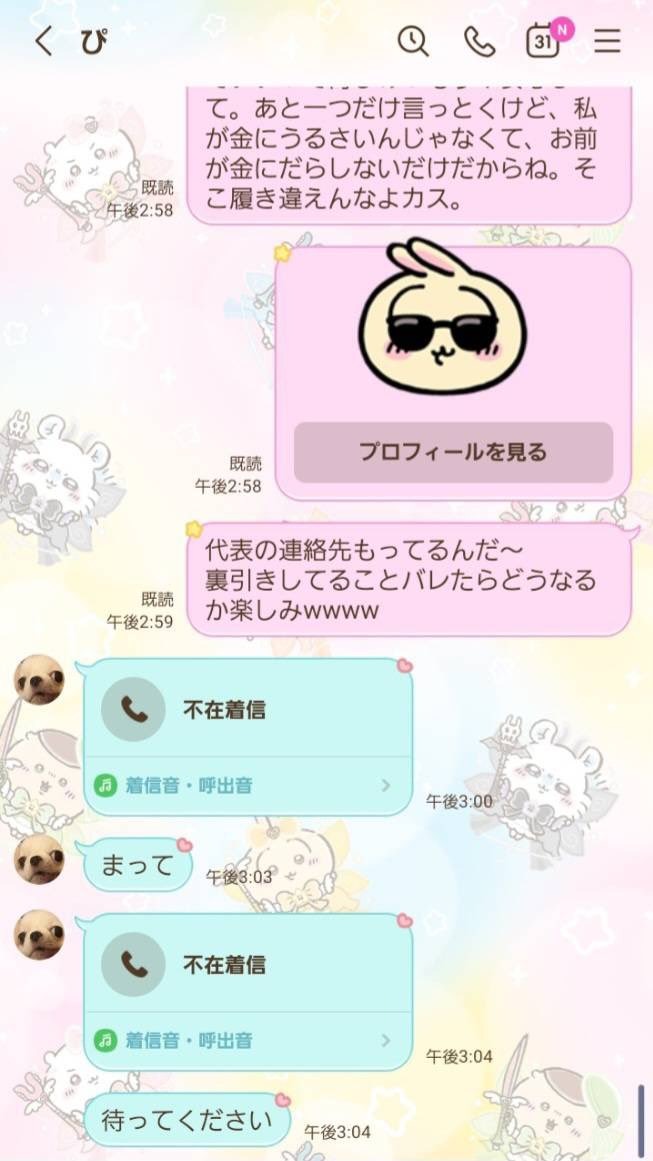 ぴ
31
N
て。あと一つだけ言っとくけど、私
が金にうるさいんじゃなくて、お前
が金にだらしないだけだからね。そ
こ履き違えんなよカス。
既読
午後2:58
プロフィールを見る
既読
午後2:58
代表の連絡先もってるんだ〜
裏引きしてることバレたらどうなる
か楽しみwwww
既読
午後2:59
不在着信
着信音・呼出音
午後3:00
まって
午後3:03
不在着信
着信音・呼出音
午後3:04
待ってください
午後3:04